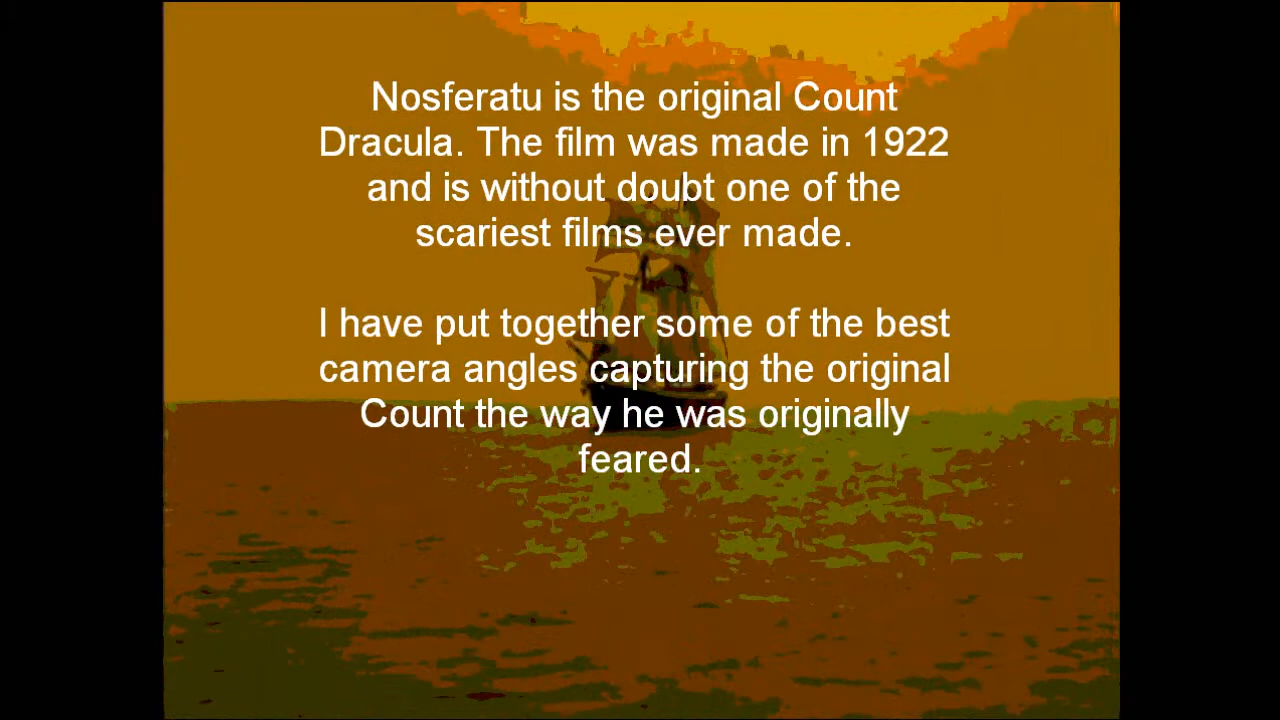 Nosferatu is the original Count
Dracula. The film was made in 1922
and is without doubt one of the
scariest films ever made.
I have put together some of the best
camera angles capturing the original
Count the way he was originally
feared.